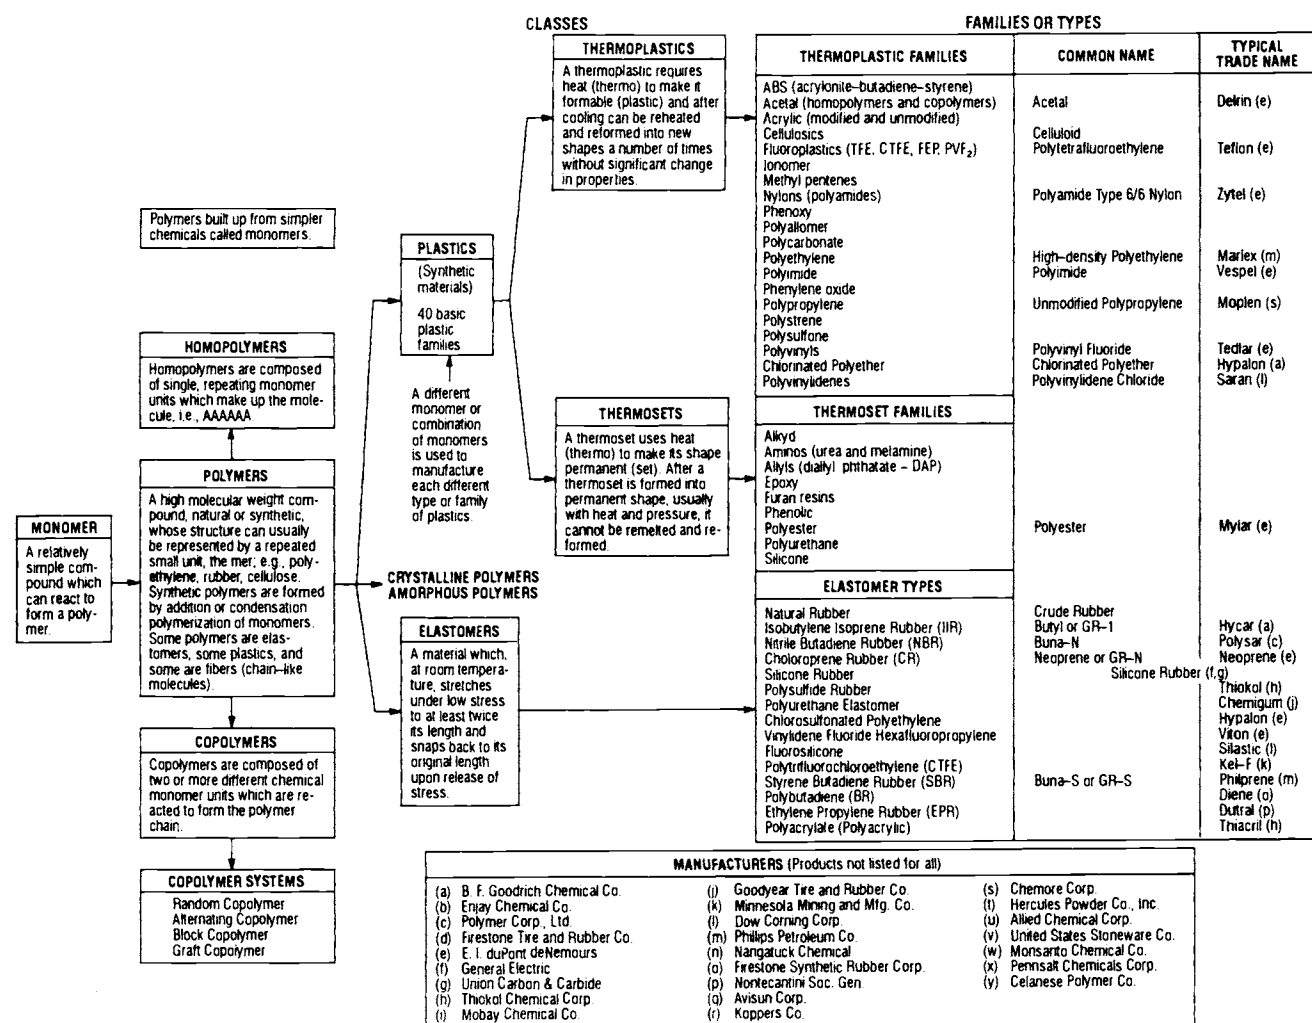 CLASSES
FAMILIES OR TYPES
Polymers built up from simpler
chemicals called monomers.
MONOMER
A relatively
simple com-
pound which
can react to
form a poly-
mer.
HOMOPOLYMERS
Homopolymers are composed
of single, repeating monomer
units which make up the mole-
cule, i.e., AAAAAA.
POLYMERS
A high molecular weight com-
pound, natural or synthetic,
whose structure can usually
be represented by a repeated
small unit, the mer; e.g., poly-
ethylene, rubber, cellulose.
Synthetic polymers are formed
by addition or condensation
polymerization of monomers.
Some polymers are elas-
tomers, some plastics, and
some are fibers (chain-like
molecules).
COPOLYMERS
Copolymers are composed of
two or more different chemical
monomer units which are re-
acted to form the polymer
chain.
COPOLYMER SYSTEMS
Random Copolymer
Alternating Copolymer
Block Copolymer
Graft Copolymer
PLASTICS
(Synthetic
materials)
40 basic
plastic
families
A different
monomer or
combination
of monomers
is used to
manufacture
each different
type or family
of plastics.
CRYSTALLINE POLYMERS
AMORPHOUS POLYMERS
ELASTOMERS
A material which,
at room tempera-
ture, stretches
under low stress
to at least twice
its length and
snaps back to its
original length
upon release of
stress.
THERMOPLASTICS
A thermoplastic requires
heat (thermo) to make it
formable (plastic) and after
cooling can be reheated
and reformed into new
shapes a number of times
without significant change
in properties.
THERMOSETS
A thermoset uses heat
(thermo) to make its shape
permanent (set). After a
thermoset is formed into
permanent shape, usually
with heat and pressure, it
cannot be remelted and re-
formed.
THERMOPLASTIC FAMILIES COMMON NAME TYPICAL TRADE NAME
ABS (acrylonite-butadiene-styrene)
Acetal (homopolymers and copolymers) Acetal Delrin (e)
Acrylic (modified and unmodified)
Cellulosics Celluloid
Fluoroplastics (TFE, CTFE, FEP, PVF₂) Polytetrafluoroethylene Teflon (e)
Ionomer
Methyl pentenes
Nylons (polyamides) Polyamide Type 6/6 Nylon Zytel (e)
Phenoxy
Polyallomer
Polycarbonate
Polyethylene High-density Polyethylene Marlex (m)
Polyimide Polyimide Vespel (e)
Phenylene oxide
Polypropylene Unmodified Polypropylene Moplen (s)
Polystrene
Polysulfone
Polyvinyls Polyvinyl Fluoride Tedlar (e)
Chlorinated Polyether Chlorinated Polyether Hypalon (a)
Polyvinylidenes Polyvinylidene Chloride Saran (l)
THERMOSET FAMILIES
Alkyd
Aminos (urea and melamine)
Allyls (diallyl phthatate - DAP)
Epoxy
Furan resins
Phenolic
Polyester Polyester Mylar (e)
Polyurethane
Silicone
ELASTOMER TYPES
Natural Rubber Crude Rubber
Isobutylene Isoprene Rubber (IIR) Butyl or GR-1 Hycar (a)
Nitrile Butadiene Rubber (NBR) Buna-N Polysar (c)
Choloroprene Rubber (CR) Neoprene or GR-N Neoprene (e)
Silicone Rubber Silicone Rubber (f,g)
Polysulfide Rubber Thiokol (h)
Polyurethane Elastomer Chemigum (j)
Chlorosulfonated Polyethylene Hypalon (e)
Vinylidene Fluoride Hexafluoropropylene Viton (e)
Fluorosilicone Silastic (l)
Polytrifluorochloroethylene (CTFE) Kel-F (k)
Styrene Butadiene Rubber (SBR) Buna-S or GR-S Philprene (m)
Polybutadiene (BR) Diene (o)
Ethylene Propylene Rubber (EPR) Dutral (p)
Polyacrylate (Polyacrylic) Thiacril (h)
MANUFACTURERS (Products not listed for all)
(a) B. F. Goodrich Chemical Co.
(b) Enjay Chemical Co.
(c) Polymer Corp., Ltd.
(d) Firestone Tire and Rubber Co.
(e) E. I. duPont deNemours
(f) General Electric
(g) Union Carbon & Carbide
(h) Thiokol Chemical Corp.
(i) Mobay Chemical Co.
(j) Goodyear Tire and Rubber Co.
(k) Minnesola Mining and Mfg. Co.
(l) Dow Corning Corp.
(m) Phillips Petroleum Co.
(n) Nangatuck Chemical
(o) Firestone Synthetic Rubber Corp.
(p) Nontecantini Soc. Gen.
(q) Avisun Corp.
(r) Koppers Co.
(s) Chemore Corp.
(t) Hercules Powder Co., Inc.
(u) Allied Chemical Corp.
(v) United States Stoneware Co.
(w) Monsanto Chemical Co.
(x) Pennsalt Chemicals Corp.
(y) Celanese Polymer Co.